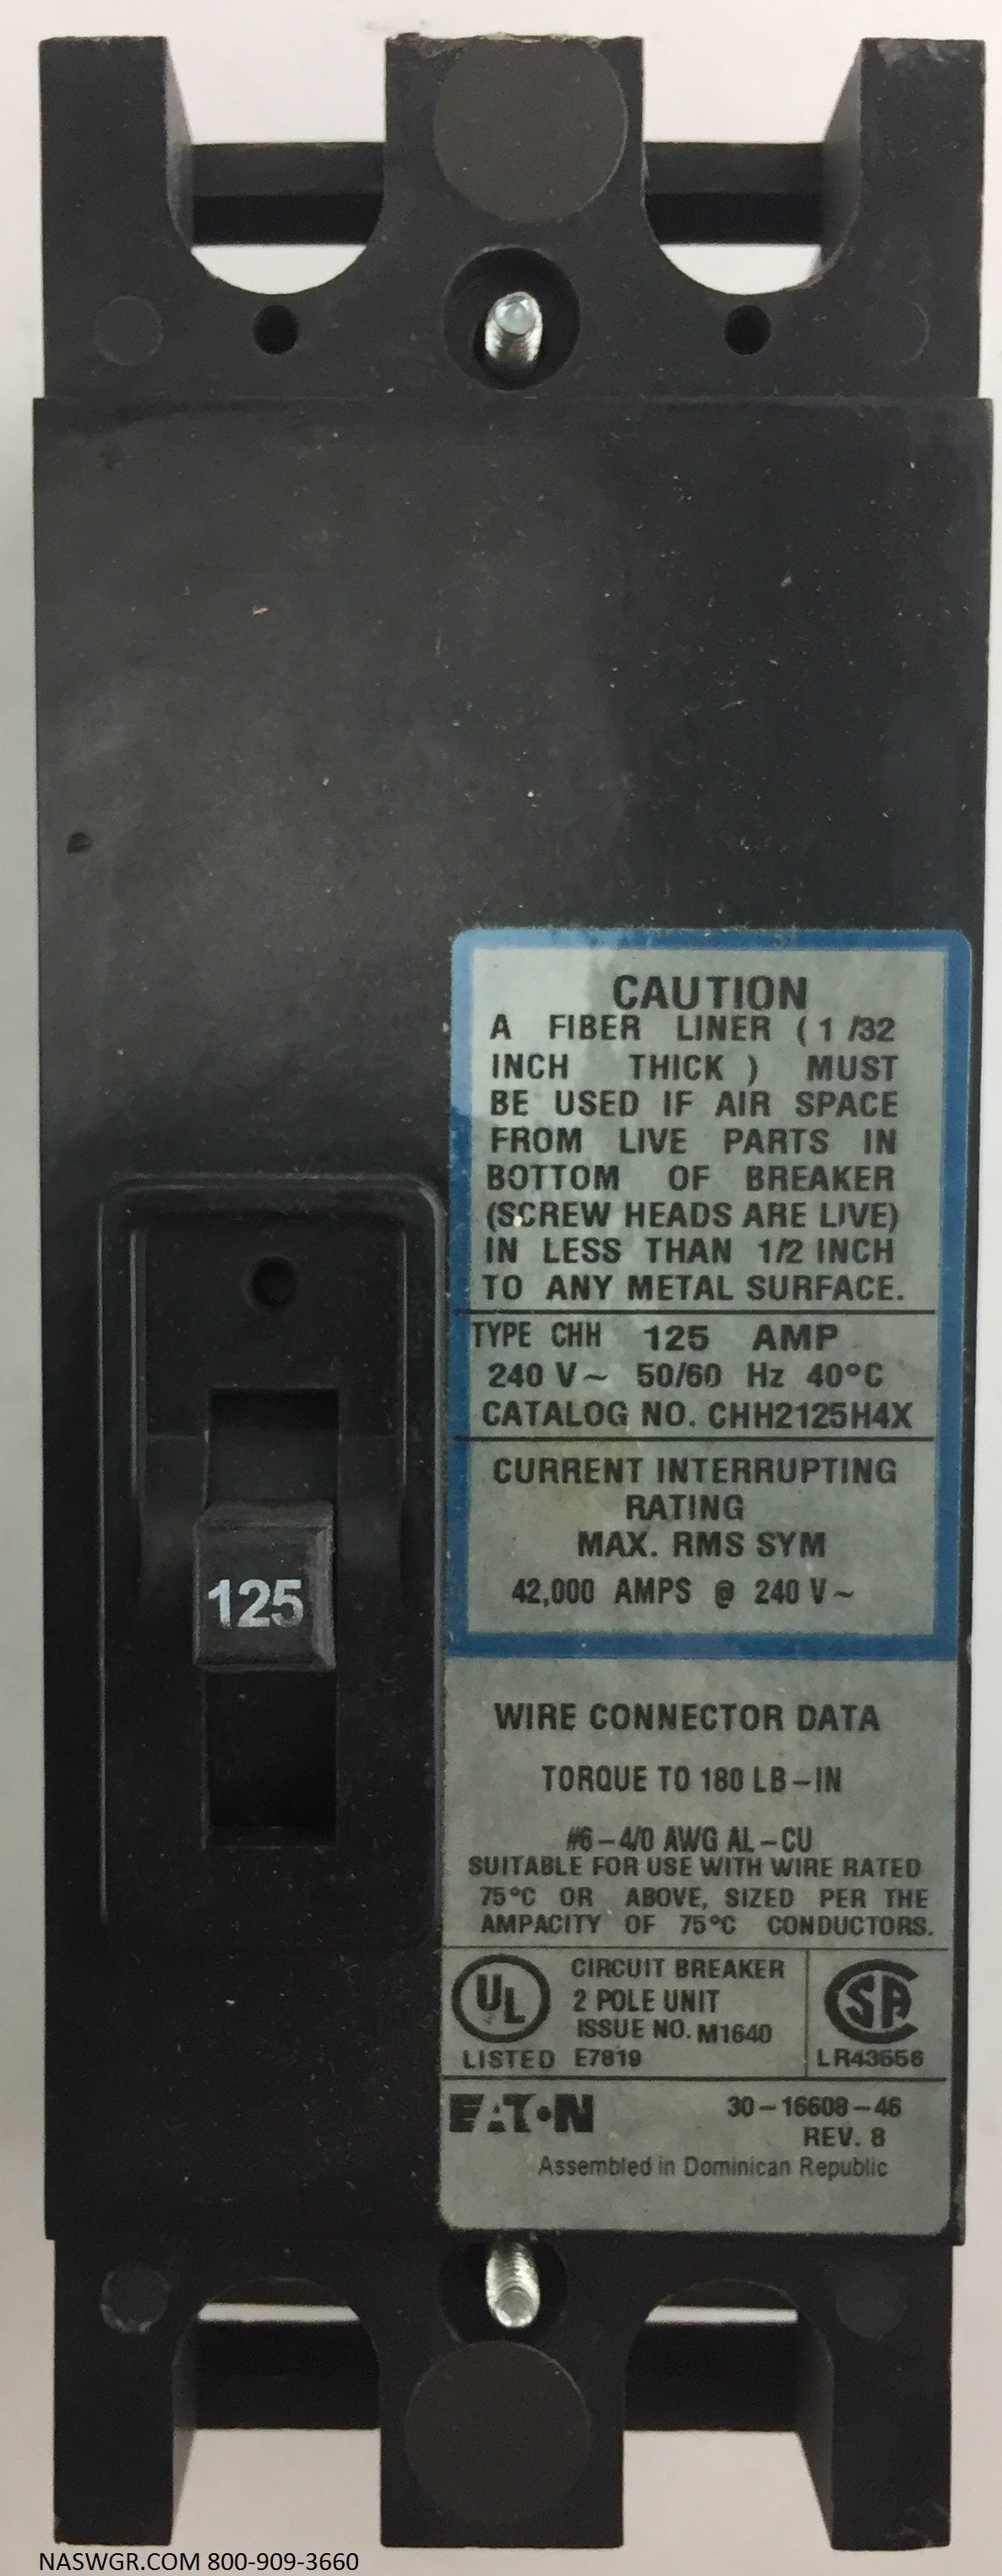 CAUTION
A FIBER LINER ( 1 /32
INCH THICK ) MUST
BE USED IF AIR SPACE
FROM LIVE PARTS IN
BOTTOM OF BREAKER
(SCREW HEADS ARE LIVE)
IN LESS THAN 1/2 INCH
TO ANY METAL SURFACE.
TYPE CHH 125 AMP
240 V~ 50/60 Hz 40°C
CATALOG NO. CHH2125H4X
CURRENT INTERRUPTING
RATING
MAX. RMS SYM
42,000 AMPS @ 240 V~
125
WIRE CONNECTOR DATA
TORQUE TO 180 LB-IN
#6-4/0 AWG AL-CU
SUITABLE FOR USE WITH WIRE RATED
75°C OR ABOVE, SIZED PER THE
AMPACITY OF 75°C CONDUCTORS.
UL
LISTED
CIRCUIT BREAKER
2 POLE UNIT
ISSUE NO. M1640
E7819
SA
LR43556
EATON
30-16608-46
REV. 8
Assembled in Dominican Republic
NASWGR.COM 800-909-3660